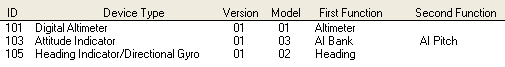 ID Device Type Version Model First Function Second Function
101 Digital Altimeter 01 01 Altimeter
103 Attitude Indicator 01 03 AI Bank AI Pitch
105 Heading Indicator/Directional Gyro 01 02 Heading